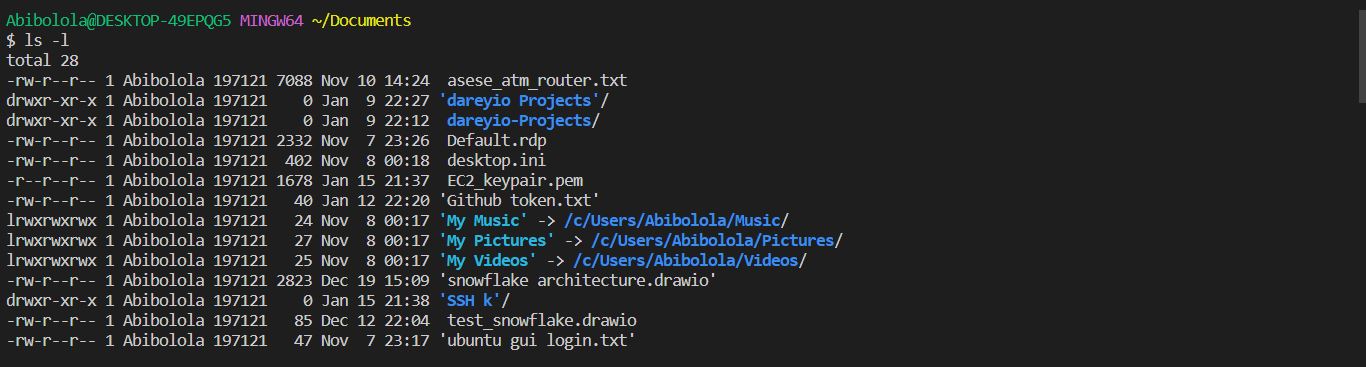 Abibolola@DESKTOP-49EPQG5 MINGW64 ~/Documents
$ ls -l
total 28
-rw-r--r-- 1 Abibolola 197121 7088 Nov 10 14:24  asese_atm_router.txt
drwxr-xr-x 1 Abibolola 197121    0 Jan  9 22:27 'dareyio Projects'/
drwxr-xr-x 1 Abibolola 197121    0 Jan  9 22:12  dareyio-Projects/
-rw-r--r-- 1 Abibolola 197121 2332 Nov  7 23:26  Default.rdp
-rw-r--r-- 1 Abibolola 197121  402 Nov  8 00:18  desktop.ini
-r--r--r-- 1 Abibolola 197121 1678 Jan 15 21:37  EC2_keypair.pem
-rw-r--r-- 1 Abibolola 197121   40 Jan 12 22:20 'Github token.txt'
lrwxrwxrwx 1 Abibolola 197121   24 Nov  8 00:17 'My Music' -> /c/Users/Abibolola/Music/
lrwxrwxrwx 1 Abibolola 197121   27 Nov  8 00:17 'My Pictures' -> /c/Users/Abibolola/Pictures/
lrwxrwxrwx 1 Abibolola 197121   25 Nov  8 00:17 'My Videos' -> /c/Users/Abibolola/Videos/
-rw-r--r-- 1 Abibolola 197121 2823 Dec 19 15:09 'snowflake architecture.drawio'
drwxr-xr-x 1 Abibolola 197121    0 Jan 15 21:38 'SSH k'/
-rw-r--r-- 1 Abibolola 197121   85 Dec 12 22:04  test_snowflake.drawio
-rw-r--r-- 1 Abibolola 197121   47 Nov  7 23:17 'ubuntu gui login.txt'